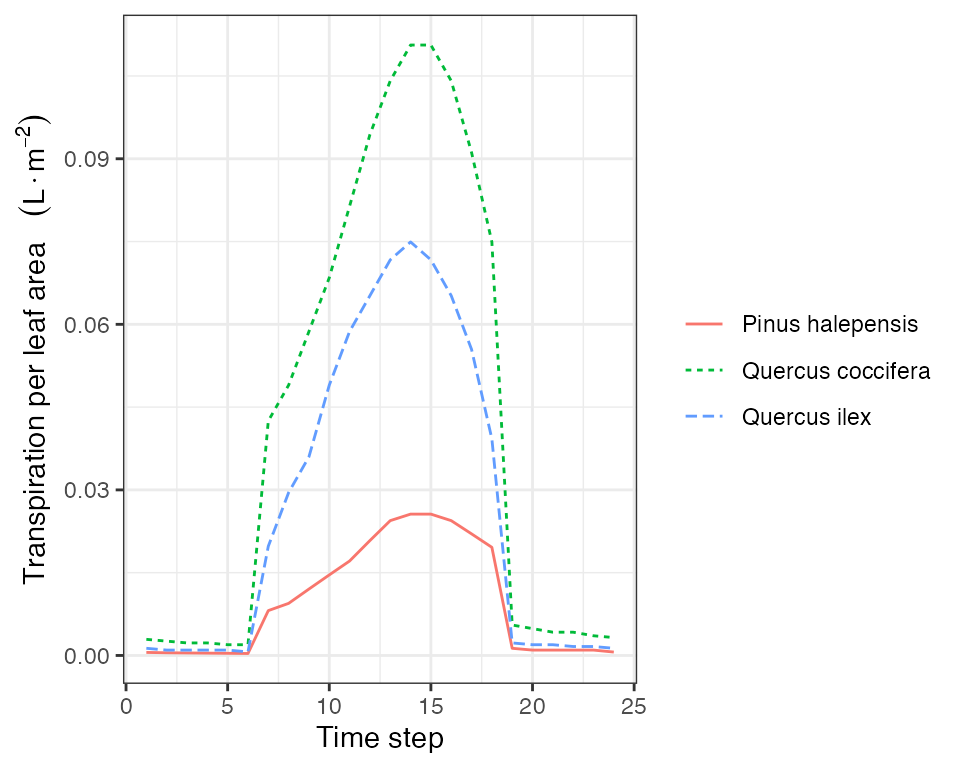 Transpiration per leaf area (L·m⁻²)
0.09
0.06
0.03
0.00
0 5 10 15 20 25
Time step
Pinus halepensis
Quercus coccifera
Quercus ilex